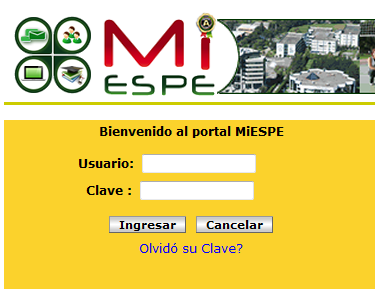 Mi
ESPE
A
Bienvenido al portal MiESPE
Usuario:
Clave :
Ingresar Cancelar
Olvidó su Clave?